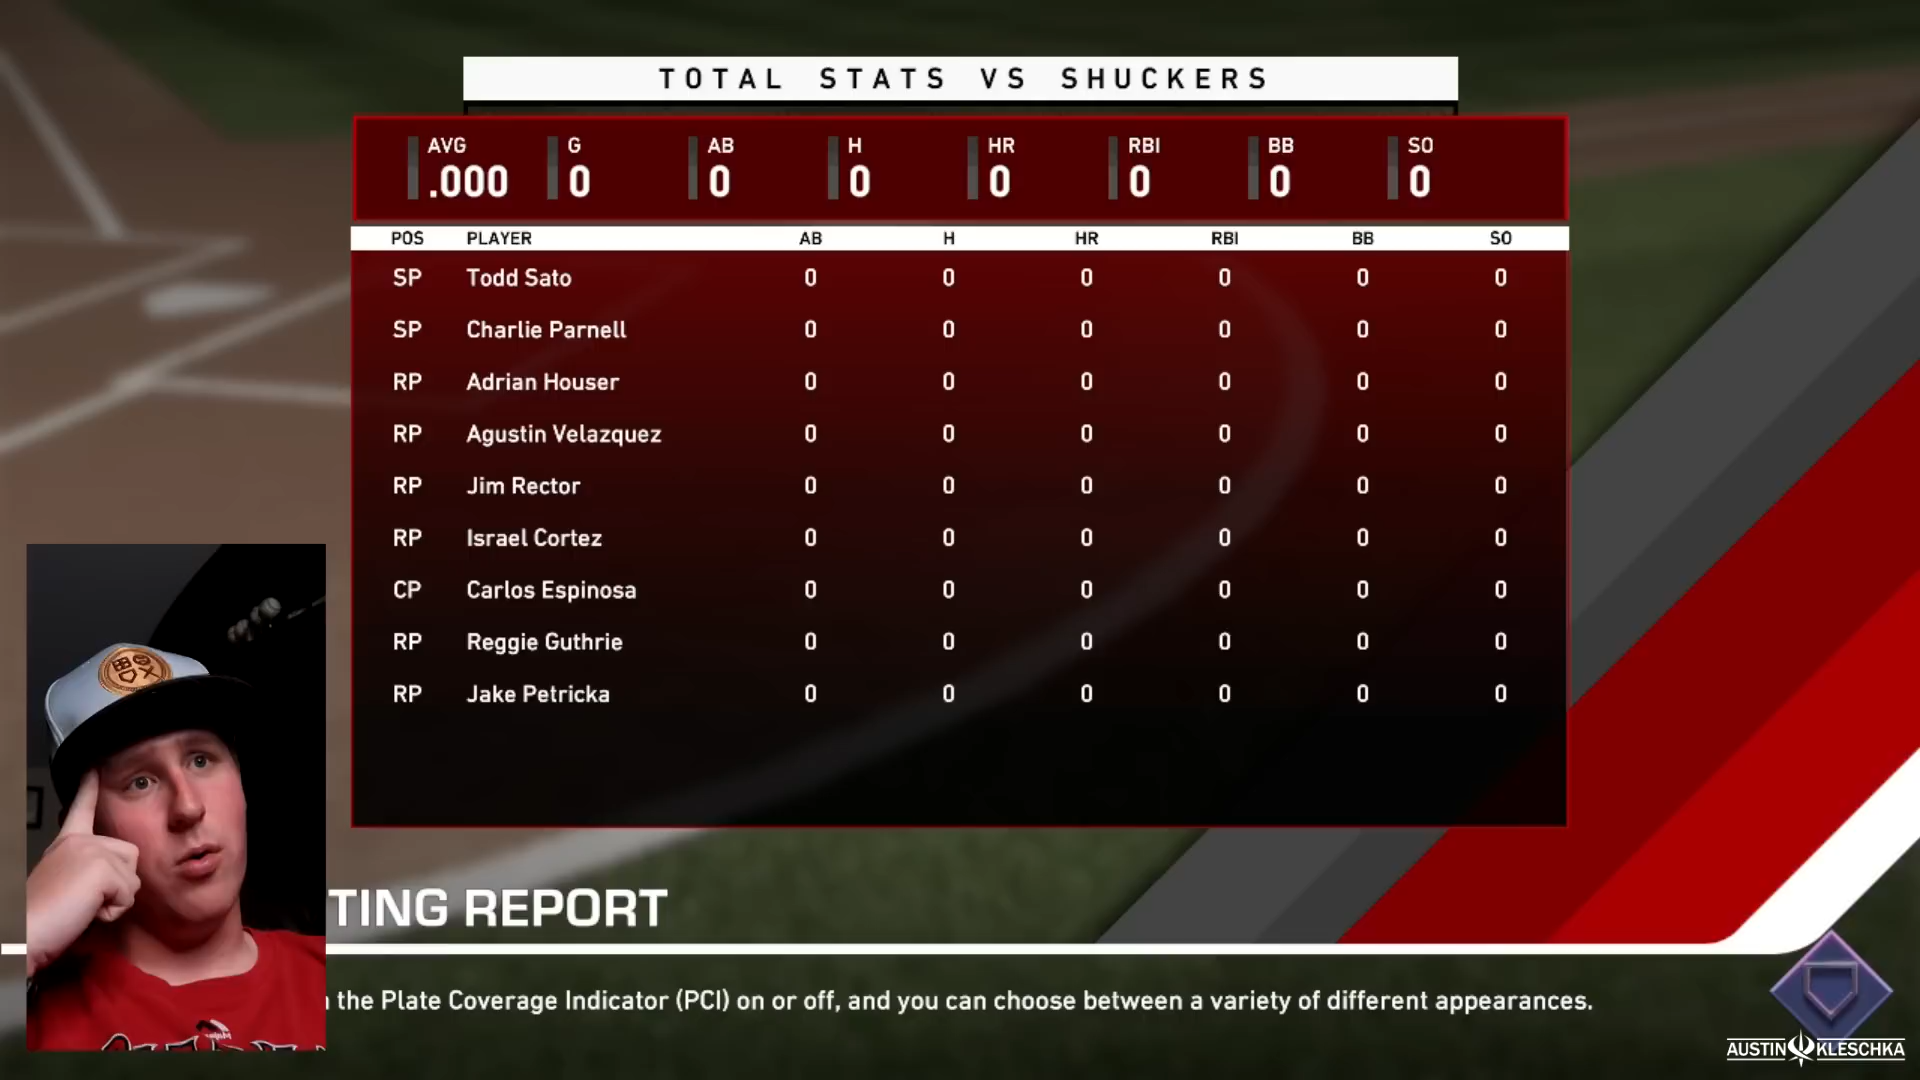 TOTAL STATS VS SHUCKERS
AVG G AB H HR RBI BB SO
.000 0 0 0 0 0 0 0
POS PLAYER AB H HR RBI BB SO
SP Todd Sato 0 0 0 0 0 0
SP Charlie Parnell 0 0 0 0 0 0
RP Adrian Houser 0 0 0 0 0 0
RP Agustin Velazquez 0 0 0 0 0 0
RP Jim Rector 0 0 0 0 0 0
RP Israel Cortez 0 0 0 0 0 0
CP Carlos Espinosa 0 0 0 0 0 0
RP Reggie Guthrie 0 0 0 0 0 0
RP Jake Petricka 0 0 0 0 0 0
TING REPORT
the Plate Coverage Indicator (PCI) on or off, and you can choose between a variety of different appearances.
AUSTIN KLESCHKA